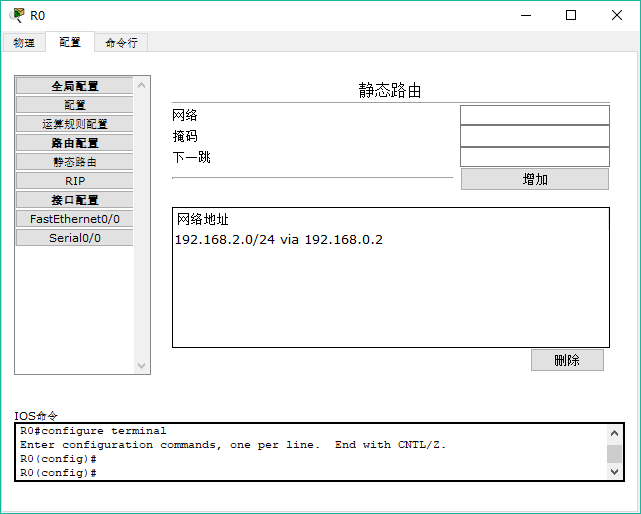 R0
物理 配置 命令行
全局配置
配置
运算规则配置
路由配置
静态路由
RIP
接口配置
FastEthernet0/0
Serial0/0
静态路由
网络
掩码
下一跳
增加
网络地址
192.168.2.0/24 via 192.168.0.2
删除
IOS命令
R0#configure terminal
Enter configuration commands, one per line.  End with CNTL/Z.
R0(config)#
R0(config)#